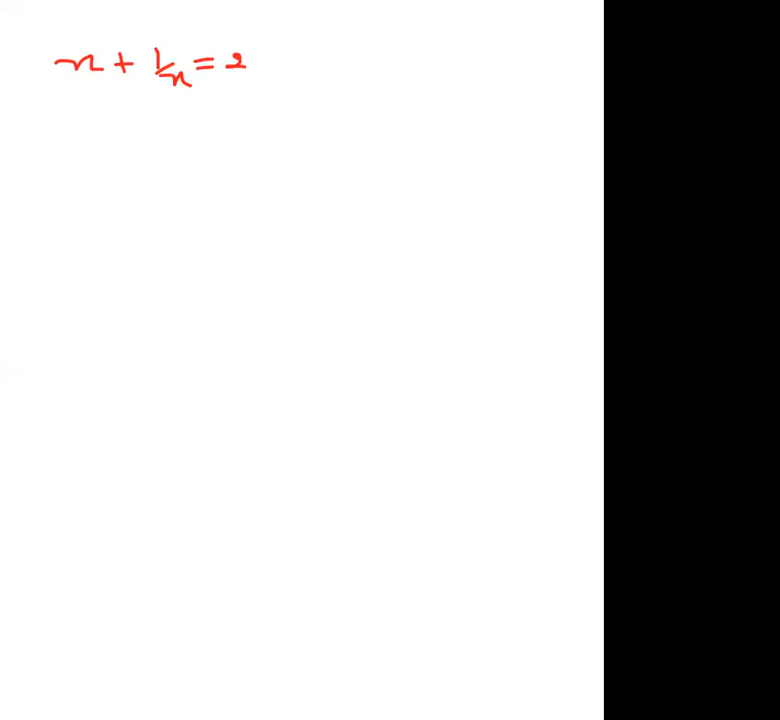 x + 1/x = 2